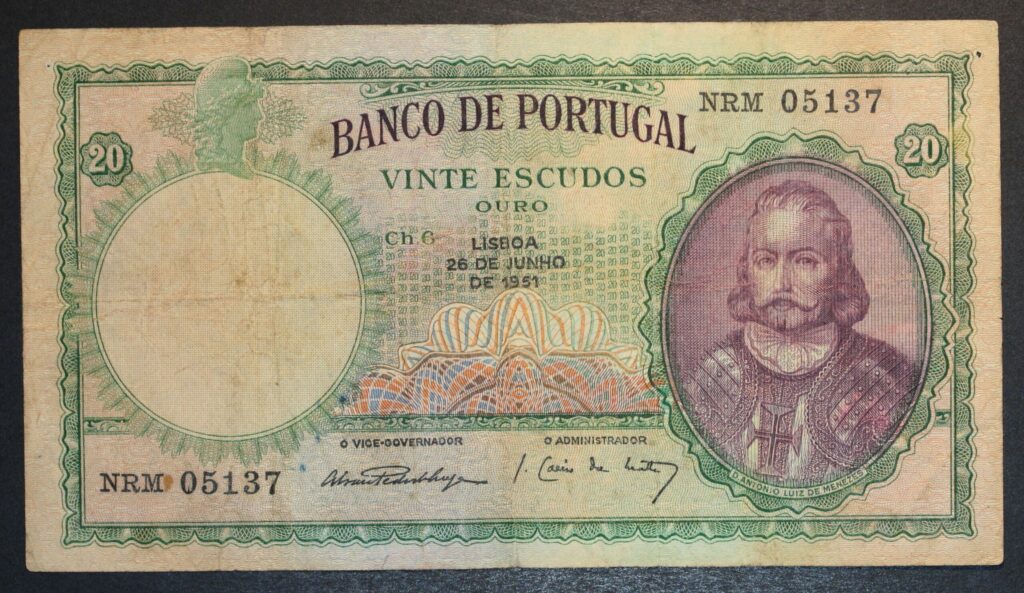 NRM 05137
BANCO DE PORTUGAL
20
20
VINTE ESCUDOS
OURO
Ch 6
LISBOA
26 DE JUNHO
DE 1951
O VICE-GOVERNADOR
O ADMINISTRADOR
NRM 05137
D. ANTONIO LUIZ DE MENEZES